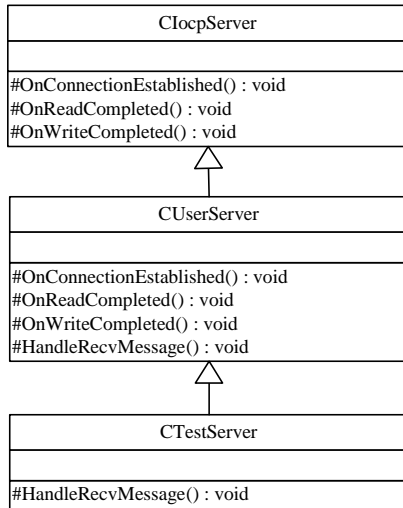 CIocpServer
#OnConnectionEstablished() : void
#OnReadCompleted() : void
#OnWriteCompleted() : void
CUserServer
#OnConnectionEstablished() : void
#OnReadCompleted() : void
#OnWriteCompleted() : void
#HandleRecvMessage() : void
CTestServer
#HandleRecvMessage() : void